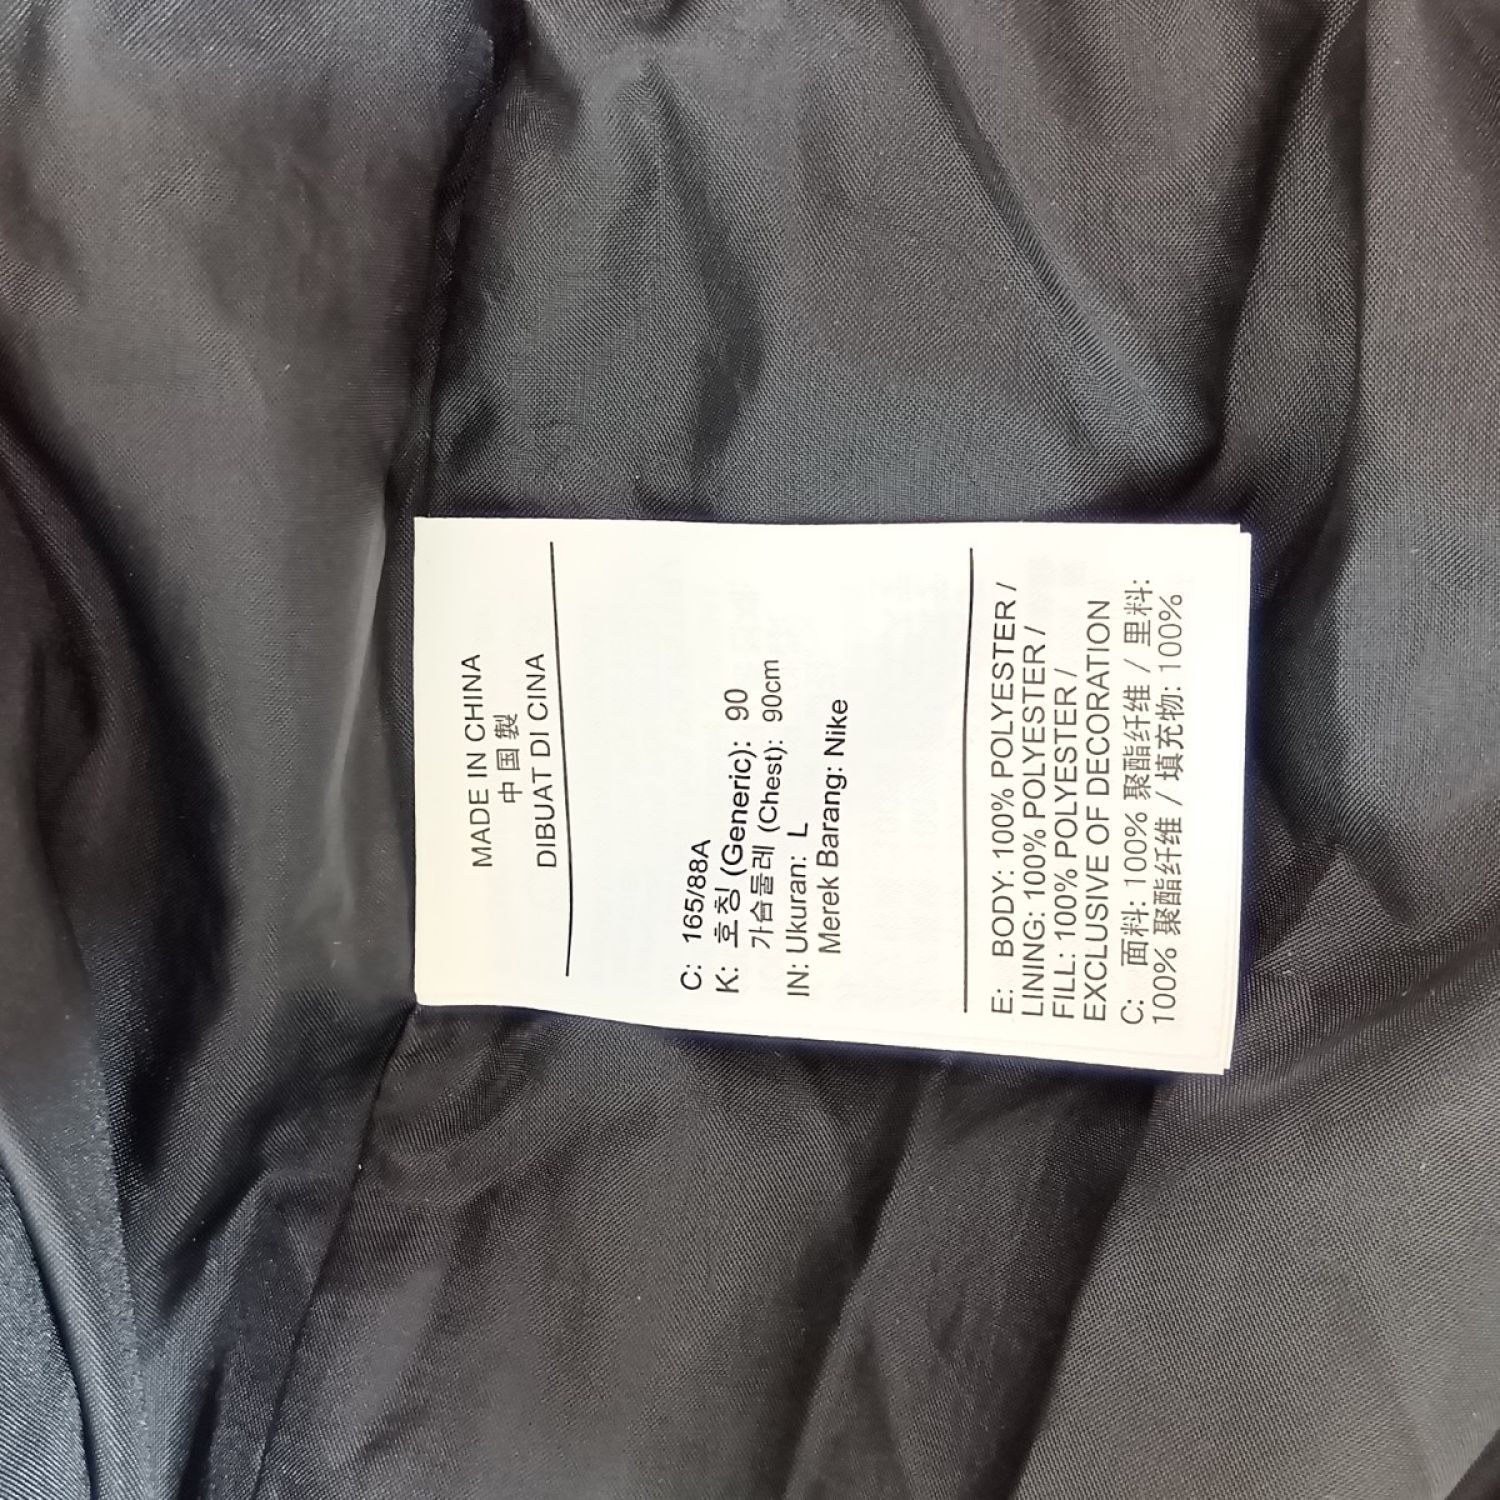 MADE IN CHINA
中国製
DIBUAT DI CINA
C: 165/88A
K: 호칭 (Generic): 90
가슴둘레 (Chest): 90cm
IN: Ukuran: L
Merek Barang: Nike
E: BODY: 100% POLYESTER /
LINING: 100% POLYESTER /
FILL: 100% POLYESTER /
EXCLUSIVE OF DECORATION
C: 面料: 100% 聚酯纤维 / 里料:
100% 聚酯纤维 / 填充物: 100%